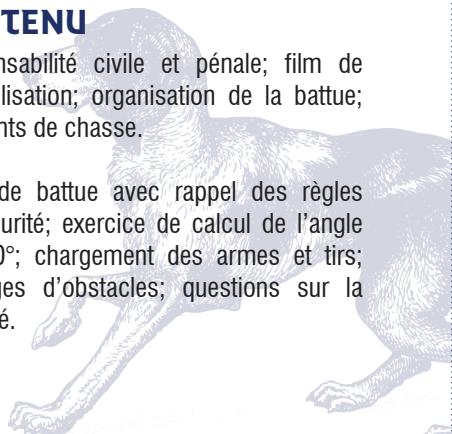 TENU
nsabilité civile et pénale; film de
lisation; organisation de la battue;
nts de chasse.
de battue avec rappel des règles
urité; exercice de calcul de l’angle
0°; chargement des armes et tirs;
ges d’obstacles; questions sur la
é.